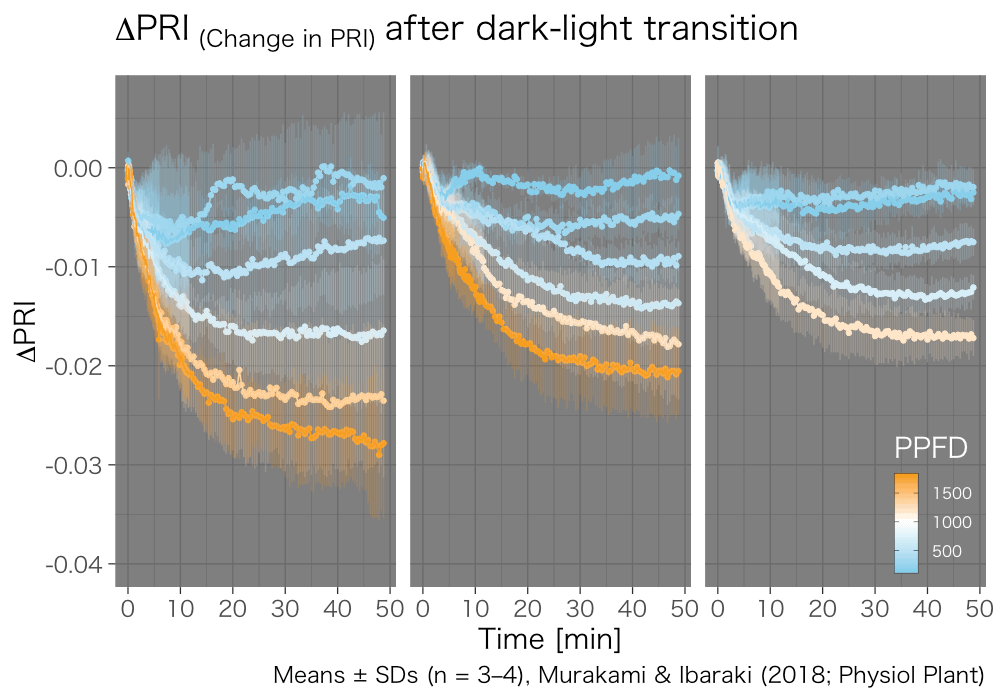 ΔPRI (Change in PRI) after dark-light transition
ΔPRI
0.00
-0.01
-0.02
-0.03
-0.04
0 10 20 30 40 50
0 10 20 30 40 50
0 10 20 30 40 50
PPFD
1500
1000
500
Time [min]
Means ± SDs (n = 3–4), Murakami & Ibaraki (2018; Physiol Plant)